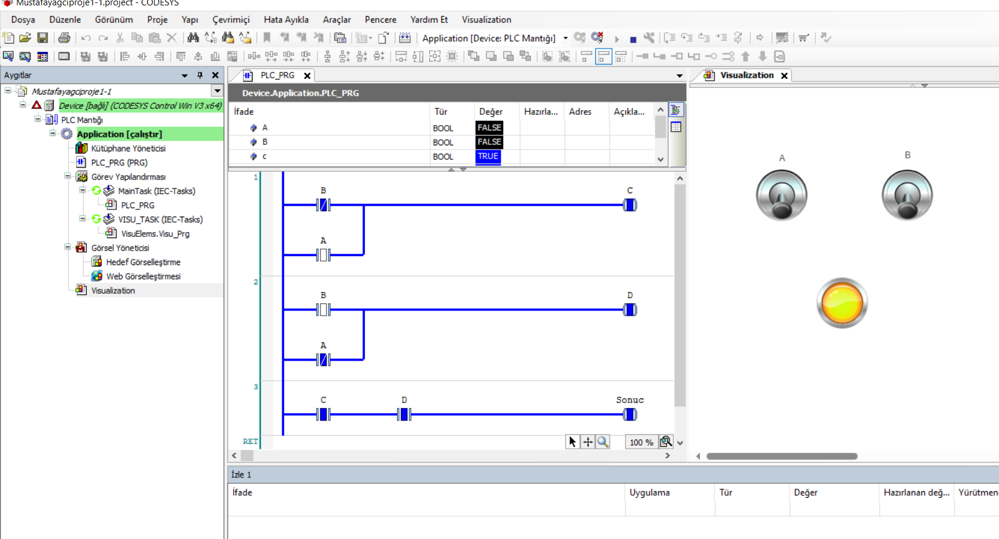 Mustafayagciproje1-1.project - CODESYS
Dosya Düzenle Görünüm Proje Yapı Çevrimiçi Hata Ayıkla Araçlar Pencere Yardım Et Visualization
Application [Device: PLC Mantığı]
Aygıtlar
Mustafayagciproje1-1
Device [bağlı] (CODESYS Control Win V3 x64)
PLC Mantığı
Application [çalıştır]
Kütüphane Yöneticisi
PLC_PRG (PRG)
Görev Yapılandırması
MainTask (IEC-Tasks)
PLC_PRG
VISU_TASK (IEC-Tasks)
VisuElems.Visu_Prg
Görsel Yöneticisi
Hedef Görselleştirme
Web Görselleştirmesi
Visualization
PLC_PRG
Device.Application.PLC_PRG
İfade Tür Değer Hazırla... Adres Açıkla...
A BOOL FALSE
B BOOL FALSE
c BOOL TRUE
1
B C
A
2
B D
A
3
C D Sonuc
RET
100 %
Visualization
A B
İzle 1
İfade Uygulama Tür Değer Hazırlanan değ... Yürütmen